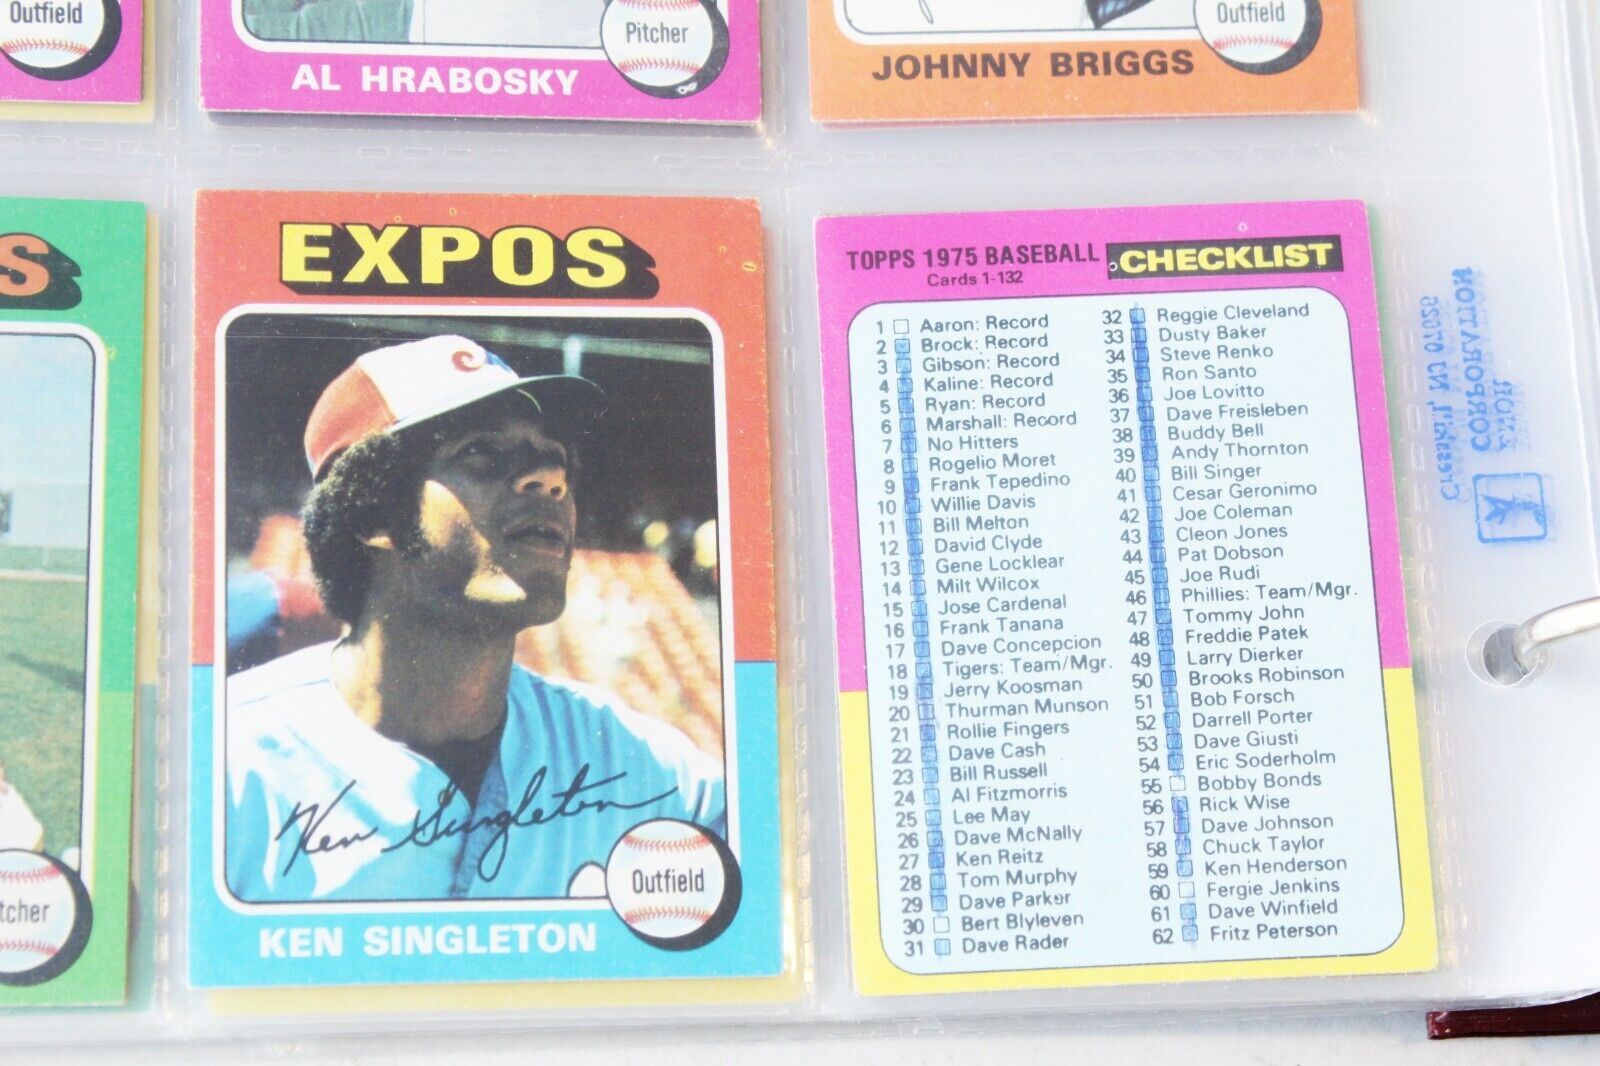 Outfield
Pitcher
AL HRABOSKY
Outfield
JOHNNY BRIGGS
S
tcher
EXPOS
Ken Singleton
Outfield
KEN SINGLETON
TOPPS 1975 BASEBALL CHECKLIST
Cards 1-132
1 Aaron: Record
2 Brock: Record
3 Gibson: Record
4 Kaline: Record
5 Ryan: Record
6 Marshall: Record
7 No Hitters
8 Rogelio Moret
9 Frank Tepedino
10 Willie Davis
11 Bill Melton
12 David Clyde
13 Gene Locklear
14 Milt Wilcox
15 Jose Cardenal
16 Frank Tanana
17 Dave Concepcion
18 Tigers: Team/Mgr.
19 Jerry Koosman
20 Thurman Munson
21 Rollie Fingers
22 Dave Cash
23 Bill Russell
24 Al Fitzmorris
25 Lee May
26 Dave McNally
27 Ken Reitz
28 Tom Murphy
29 Dave Parker
30 Bert Blyleven
31 Dave Rader
32 Reggie Cleveland
33 Dusty Baker
34 Steve Renko
35 Ron Santo
36 Joe Lovitto
37 Dave Freisleben
38 Buddy Bell
39 Andy Thornton
40 Bill Singer
41 Cesar Geronimo
42 Joe Coleman
43 Cleon Jones
44 Pat Dobson
45 Joe Rudi
46 Phillies: Team/Mgr.
47 Tommy John
48 Freddie Patek
49 Larry Dierker
50 Brooks Robinson
51 Bob Forsch
52 Darrell Porter
53 Dave Giusti
54 Eric Soderholm
55 Bobby Bonds
56 Rick Wise
57 Dave Johnson
58 Chuck Taylor
59 Ken Henderson
60 Fergie Jenkins
61 Dave Winfield
62 Fritz Peterson
CORPORATION
Cresskill, NJ 07626